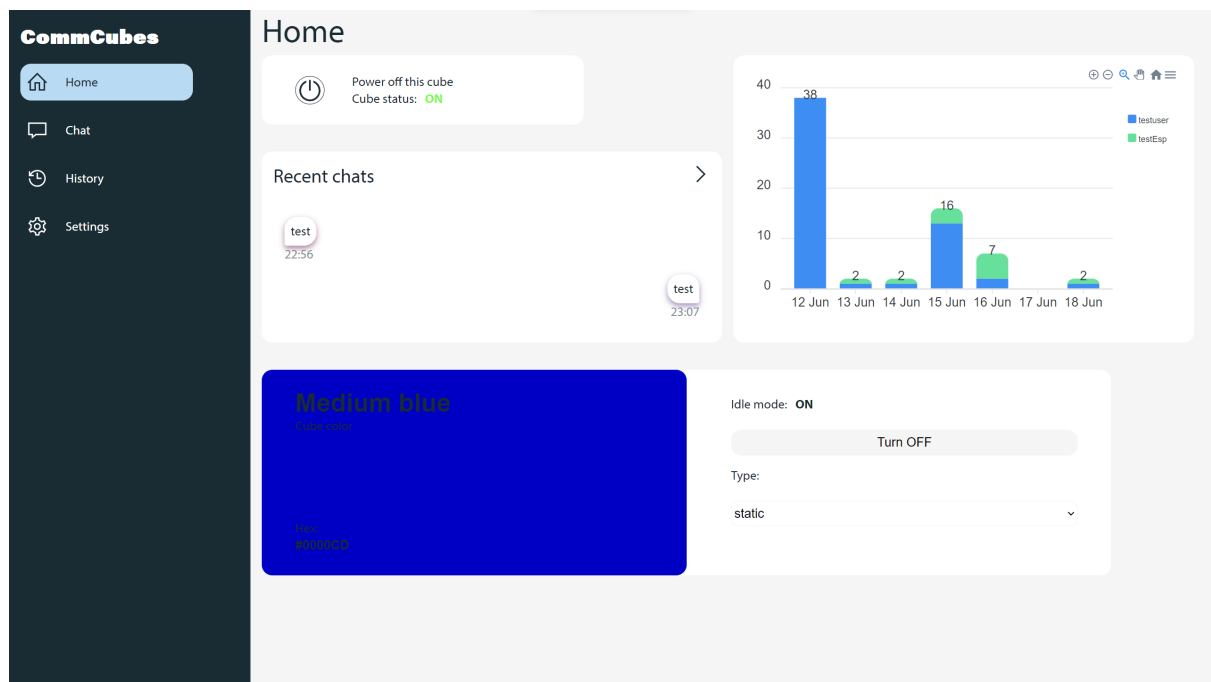 CommCubes
Home
Chat
History
Settings
Home
Power off this cube
Cube status: ON
Recent chats
test
22:56
test
23:07
40
30
20
10
0
38
2
2
16
7
2
12 Jun 13 Jun 14 Jun 15 Jun 16 Jun 17 Jun 18 Jun
testuser
testEsp
Medium blue
Cube color
Hex:
#0000CD
Idle mode: ON
Turn OFF
Type:
static